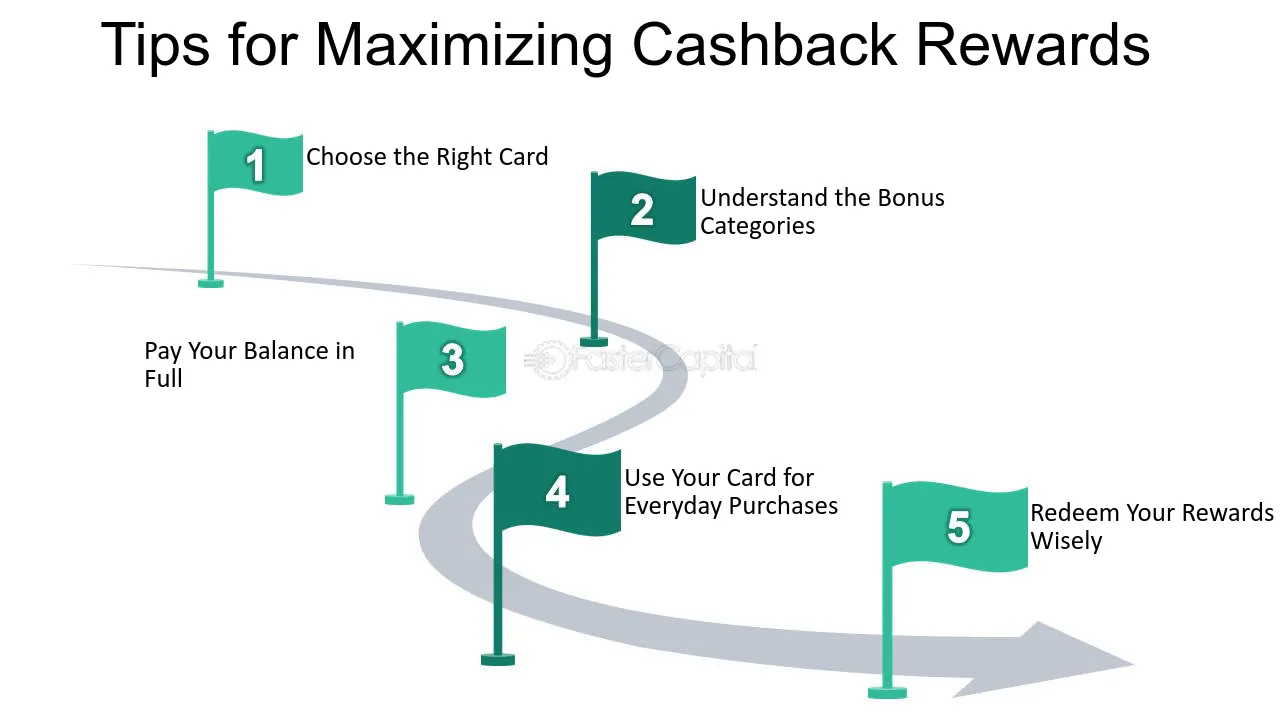 Tips for Maximizing Cashback Rewards
1
Choose the Right Card
2
Understand the Bonus
Categories
3
Pay Your Balance in
Full
FasterCapital
4
Use Your Card for
Everyday Purchases
5
Redeem Your Rewards
Wisely